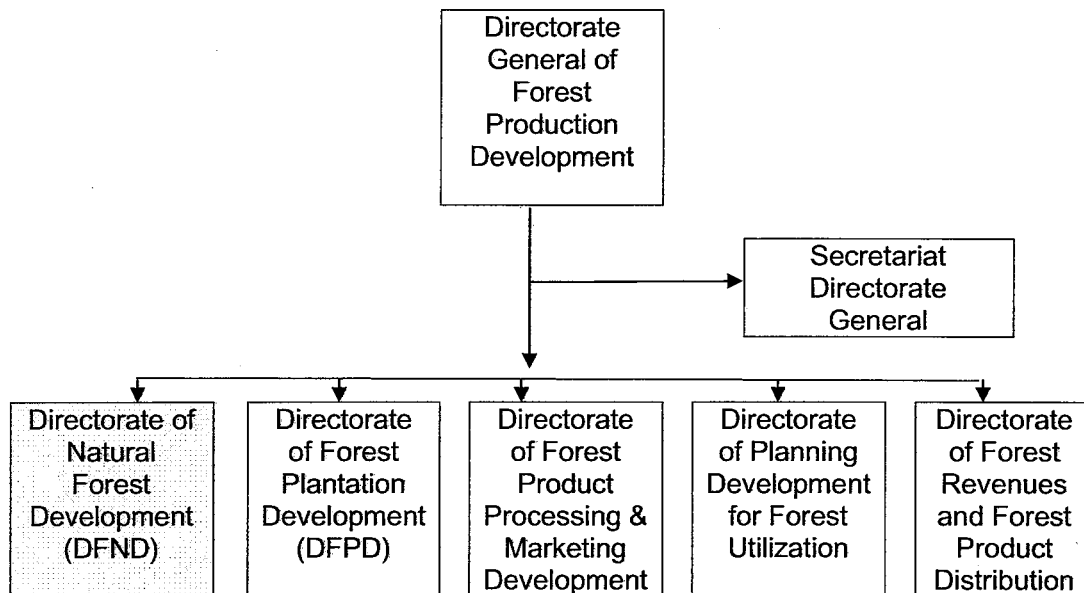 Directorate
General of
Forest
Production
Development
Secretariat
Directorate
General
Directorate of
Natural
Forest
Development
(DFND)
Directorate
of Forest
Plantation
Development
(DFPD)
Directorate
of Forest
Product
Processing &
Marketing
Development
Directorate
of Planning
Development
for Forest
Utilization
Directorate
of Forest
Revenues
and Forest
Product
Distribution